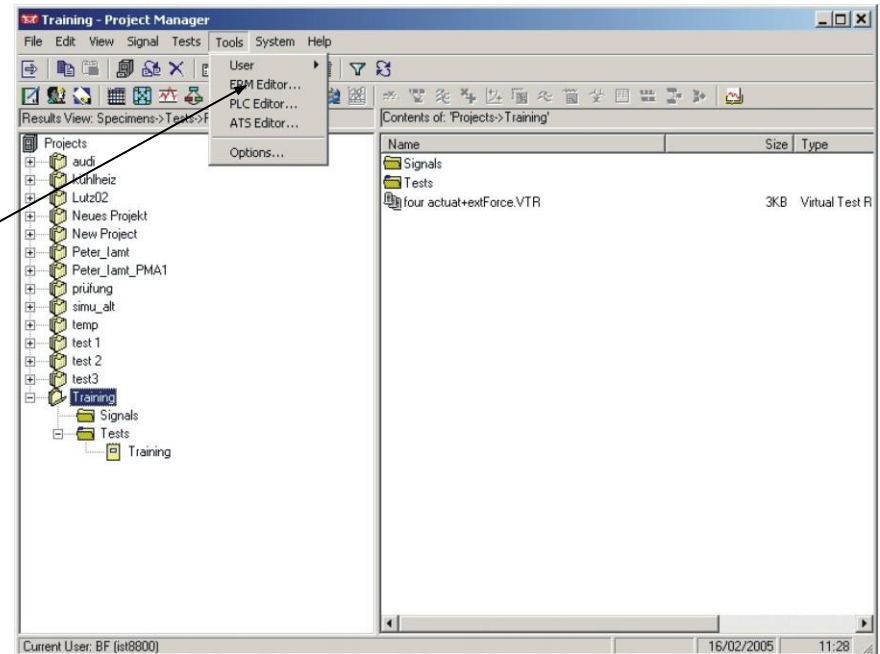 Training - Project Manager
File Edit View Signal Tests Tools System Help
User
ERM Editor...
PLC Editor...
ATS Editor...
Options...
Results View: Specimens->Tests->
Contents of: 'Projects->Training'
Projects
audi
kühlheiz
Lutz02
Neues Projekt
New Project
Peter_lamt
Peter_lamt_PMA1
prüfung
simu_alt
temp
test 1
test 2
test3
Training
Signals
Tests
Training
Name Size Type
Signals
Tests
four actuat+extForce.VTR 3KB Virtual Test R
Current User: BF (ist8800) 16/02/2005 11:28